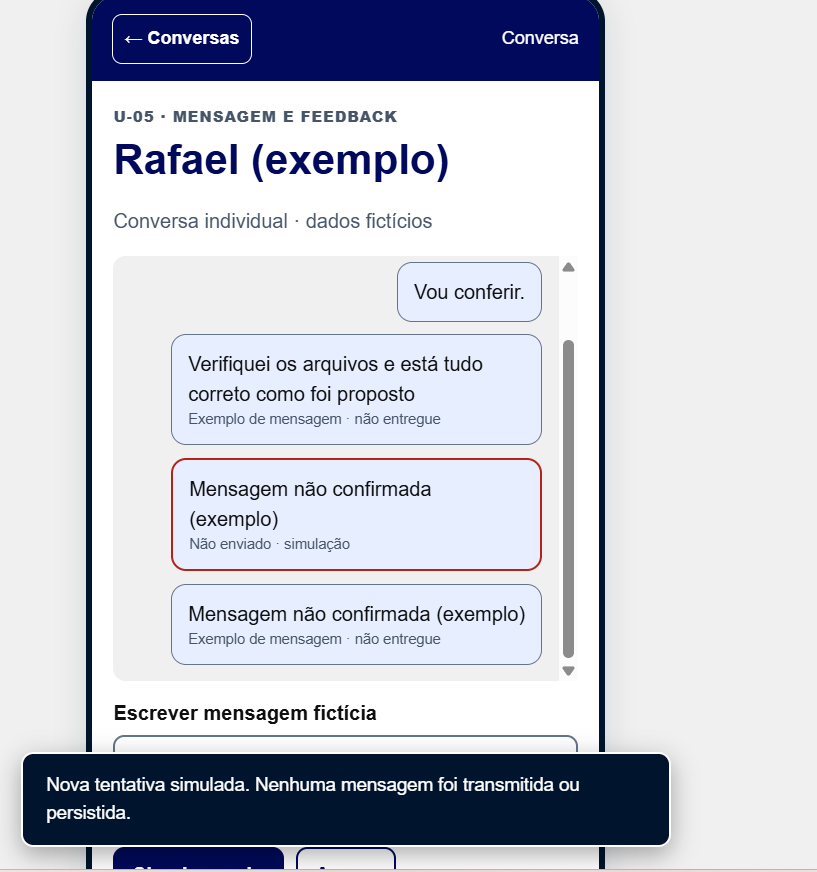 ← Conversas
Conversa
U-05 · MENSAGEM E FEEDBACK
Rafael (exemplo)
Conversa individual · dados fictícios
Vou conferir.
Verifiquei os arquivos e está tudo
correto como foi proposto
Exemplo de mensagem · não entregue
Mensagem não confirmada
(exemplo)
Não enviado · simulação
Mensagem não confirmada (exemplo)
Exemplo de mensagem · não entregue
Escrever mensagem fictícia
Nova tentativa simulada. Nenhuma mensagem foi transmitida ou
persistida.